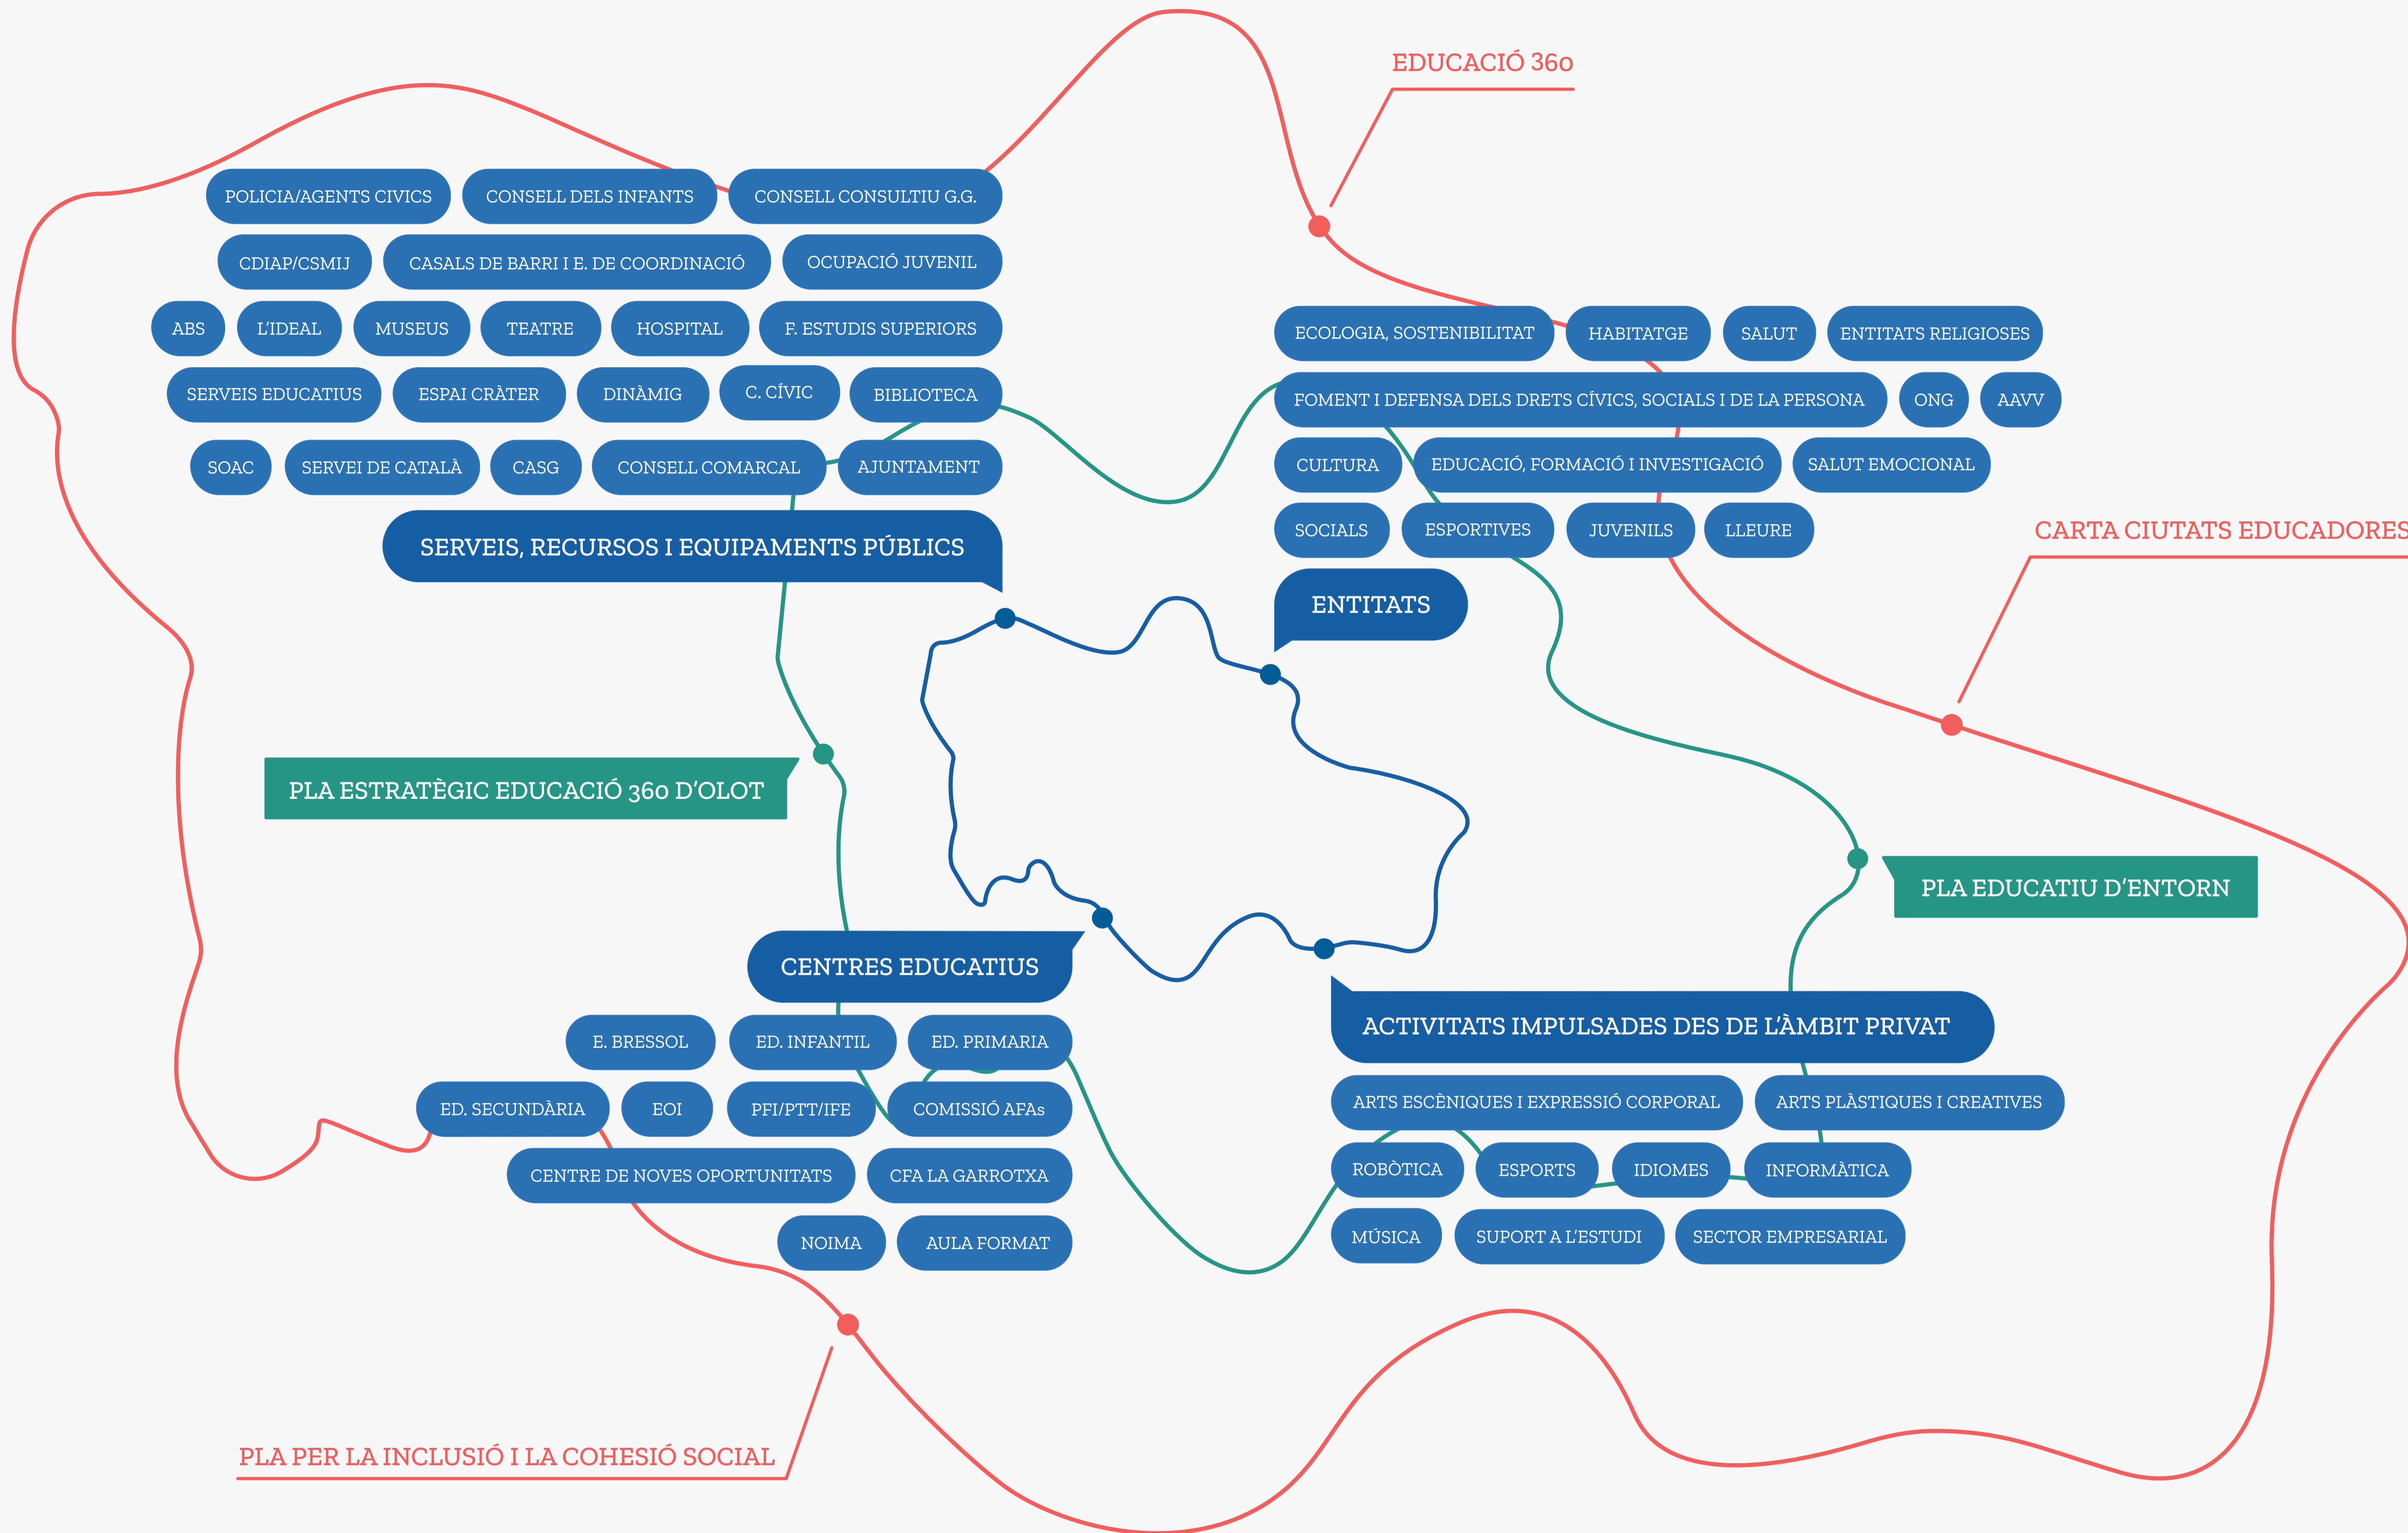 EDUCACIÓ 360
POLICIA/AGENTS CIVICS
CONSELL DELS INFANTS
CONSELL CONSULTIU G.G.
CDIAP/CSMIJ
CASALS DE BARRI I E. DE COORDINACIÓ
OCUPACIÓ JUVENIL
ABS
L'IDEAL
MUSEUS
TEATRE
HOSPITAL
F. ESTUDIS SUPERIORS
SERVEIS EDUCATIUS
ESPAI CRÀTER
DINÀMIG
C. CÍVIC
BIBLIOTECA
SOAC
SERVEI DE CATALÀ
CASG
CONSELL COMARCAL
AJUNTAMENT
SERVEIS, RECURSOS I EQUIPAMENTS PÚBLICS
ECOLOGIA, SOSTENIBILITAT
HABITATGE
SALUT
ENTITATS RELIGIOSES
FOMENT I DEFENSA DELS DRETS CÍVICS, SOCIALS I DE LA PERSONA
ONG
AAVV
CULTURA
EDUCACIÓ, FORMACIÓ I INVESTIGACIÓ
SALUT EMOCIONAL
SOCIALS
ESPORTIVES
JUVENILS
LLEURE
ENTITATS
CARTA CIUTATS EDUCADORES
PLA ESTRATÈGIC EDUCACIÓ 360 D'OLOT
PLA EDUCATIU D'ENTORN
CENTRES EDUCATIUS
E. BRESSOL
ED. INFANTIL
ED. PRIMARIA
ED. SECUNDÀRIA
EOI
PFI/PTT/IFE
COMISSIÓ AFAs
CENTRE DE NOVES OPORTUNITATS
CFA LA GARROTXA
NOIMA
AULA FORMAT
ACTIVITATS IMPULSADES DES DE L'ÀMBIT PRIVAT
ARTS ESCÈNIQUES I EXPRESSIÓ CORPORAL
ARTS PLÀSTIQUES I CREATIVES
ROBÒTICA
ESPORTS
IDIOMES
INFORMÀTICA
MÚSICA
SUPORT A L'ESTUDI
SECTOR EMPRESARIAL
PLA PER LA INCLUSIÓ I LA COHESIÓ SOCIAL